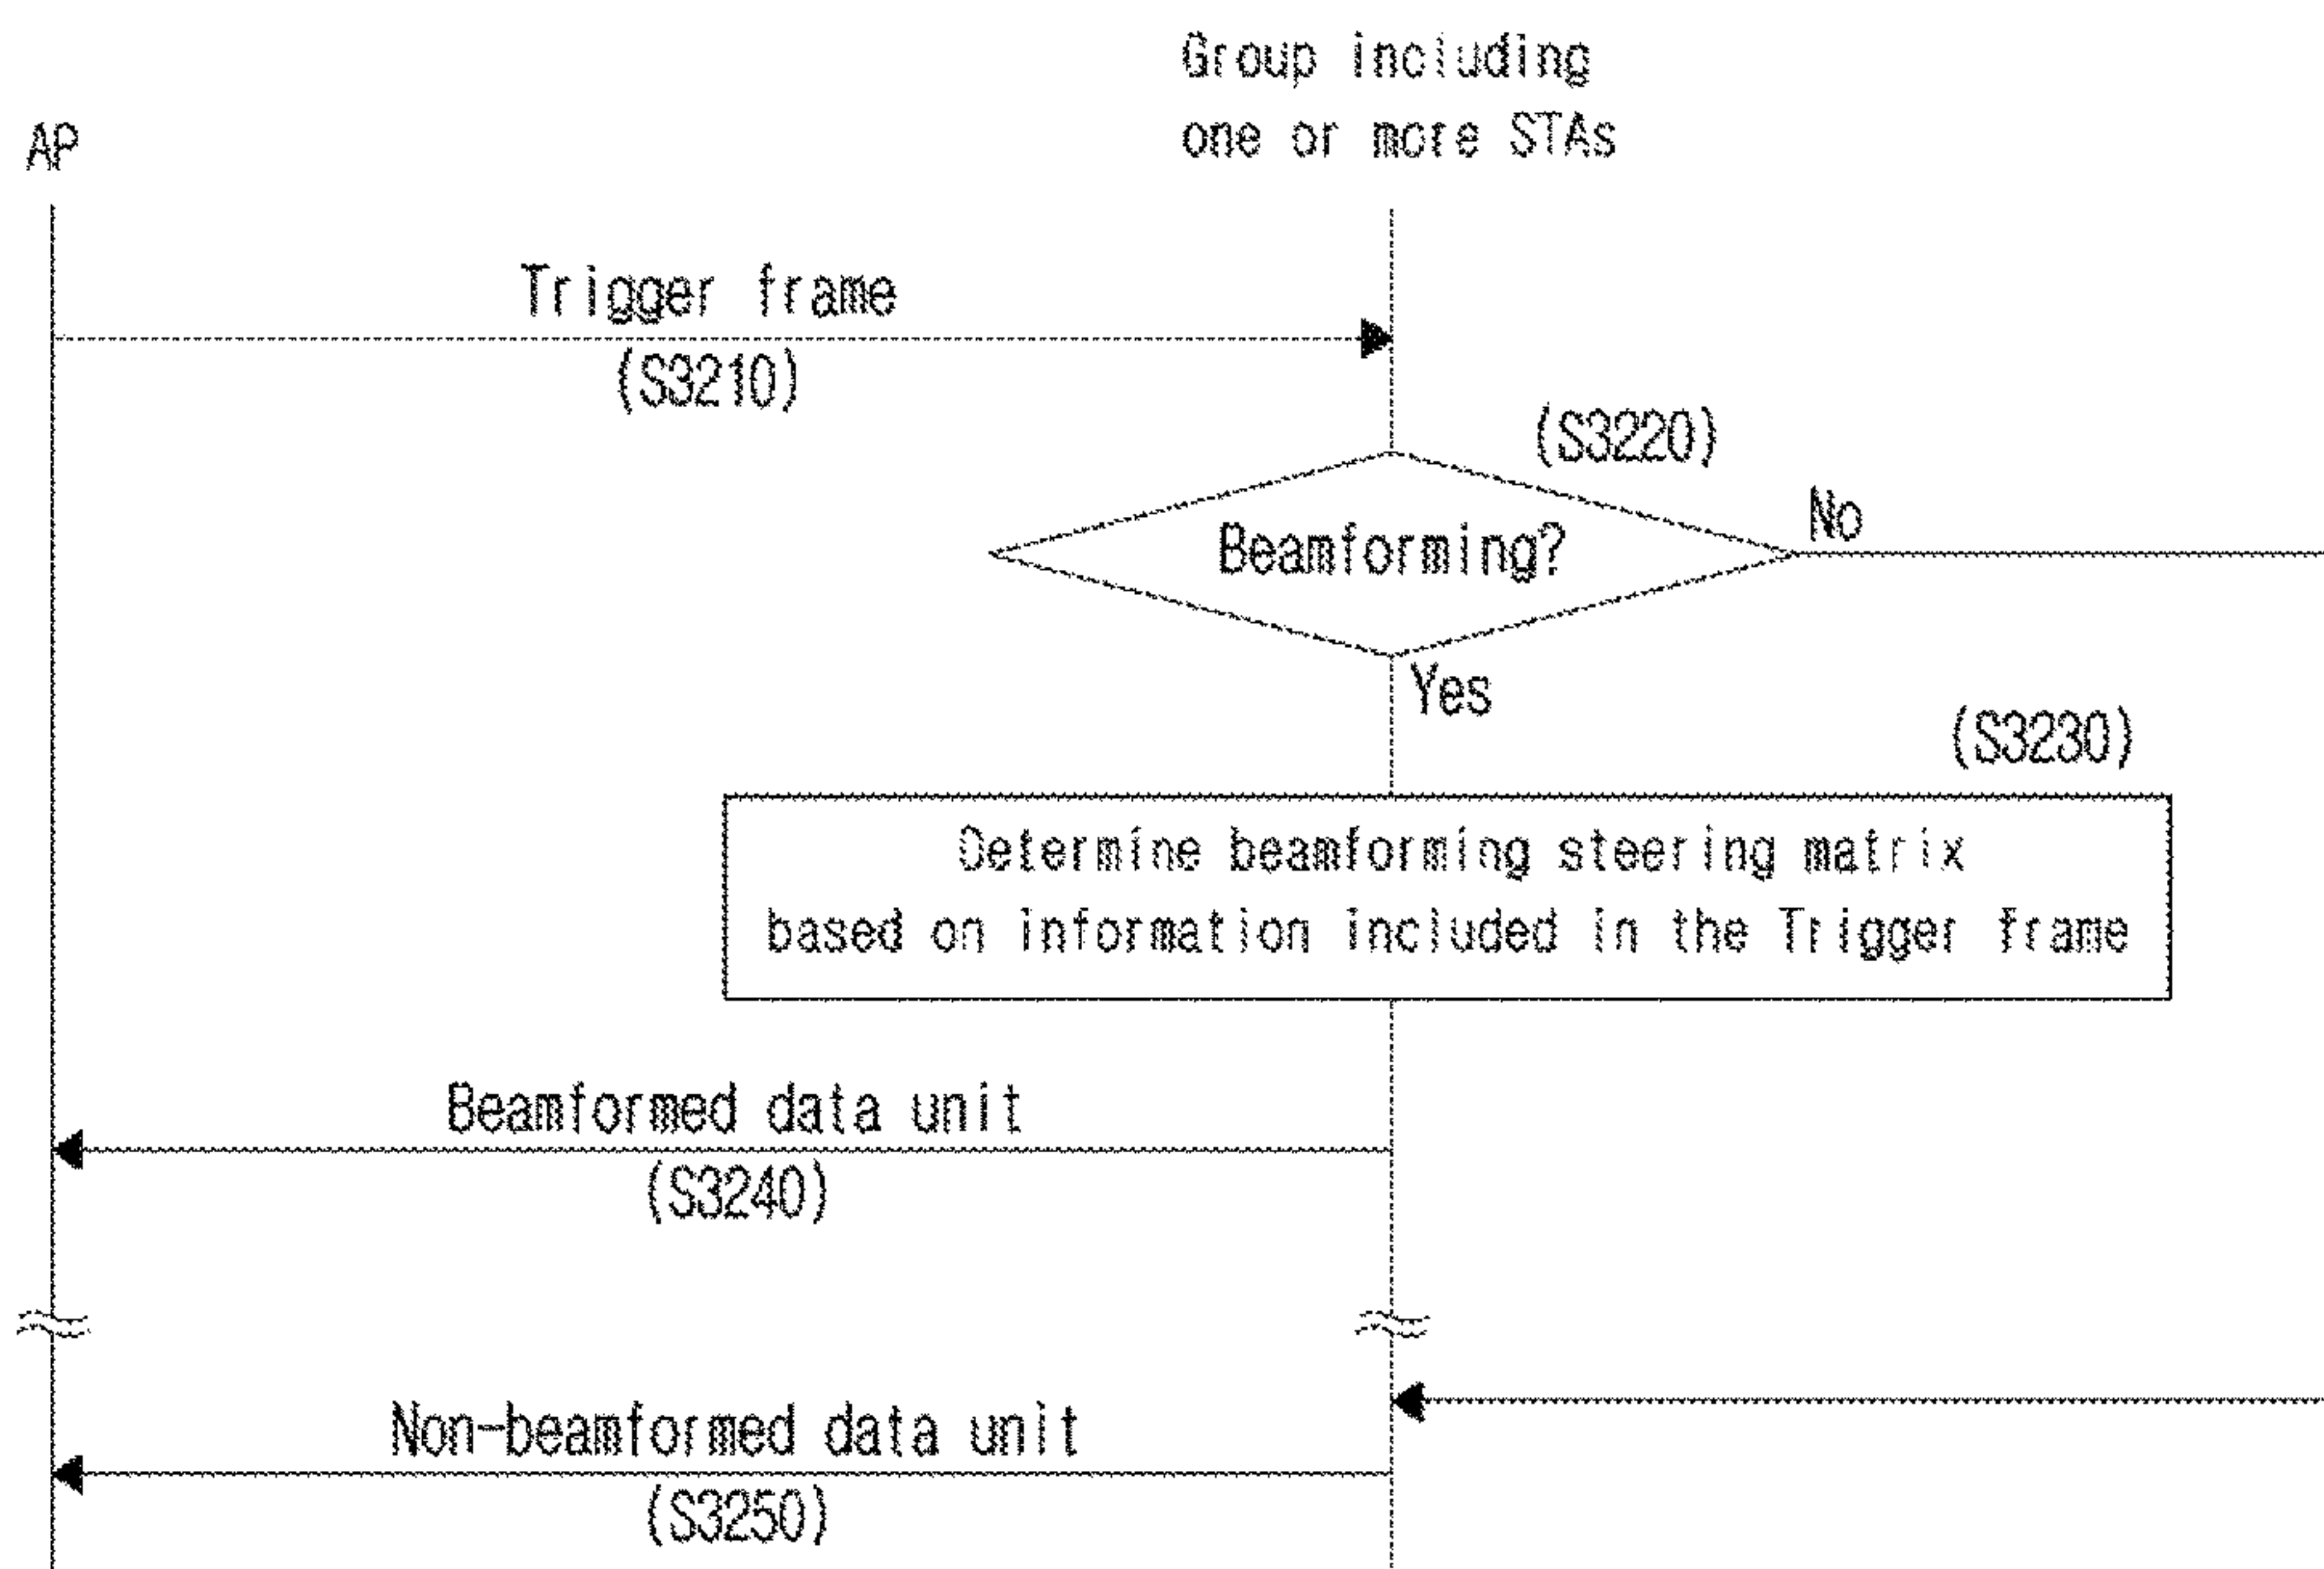 Group including
one or more STAs
AP
Trigger frame
(S3210)
(S3220)
No
Beamforming?
Yes
(S3230)
Determine beamforming steering matrix
based on information included in the Trigger frame
Beamformed data unit
(S3240)
Non-beamformed data unit
(S3250)